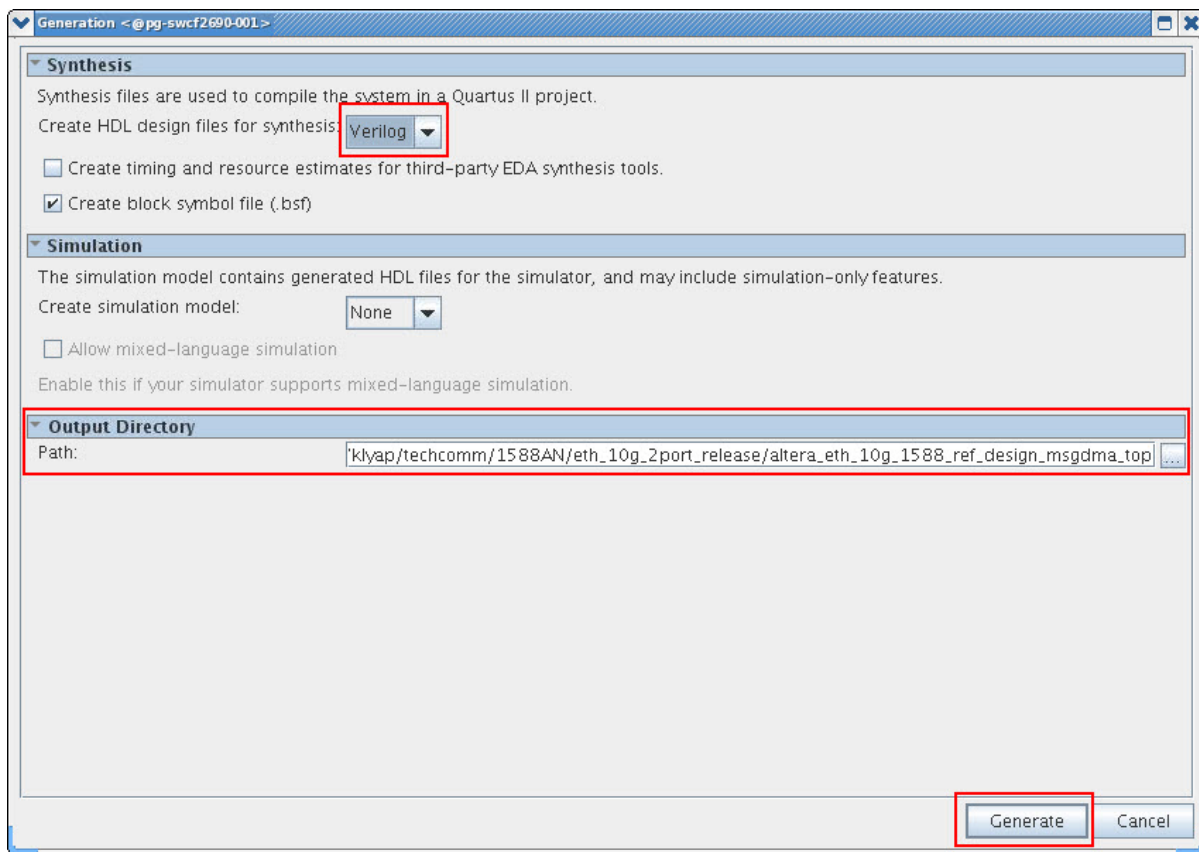 Generation <@pg-swcf2690-001>
Synthesis
Synthesis files are used to compile the system in a Quartus II project.
Create HDL design files for synthesis: Verilog
Create timing and resource estimates for third-party EDA synthesis tools.
Create block symbol file (.bsf)
Simulation
The simulation model contains generated HDL files for the simulator, and may include simulation-only features.
Create simulation model: None
Allow mixed-language simulation
Enable this if your simulator supports mixed-language simulation.
Output Directory
Path: 'klyap/techcomm/1588AN/eth_10g_2port_release/altera_eth_10g_1588_ref_design_msgdma_top ...
Generate Cancel